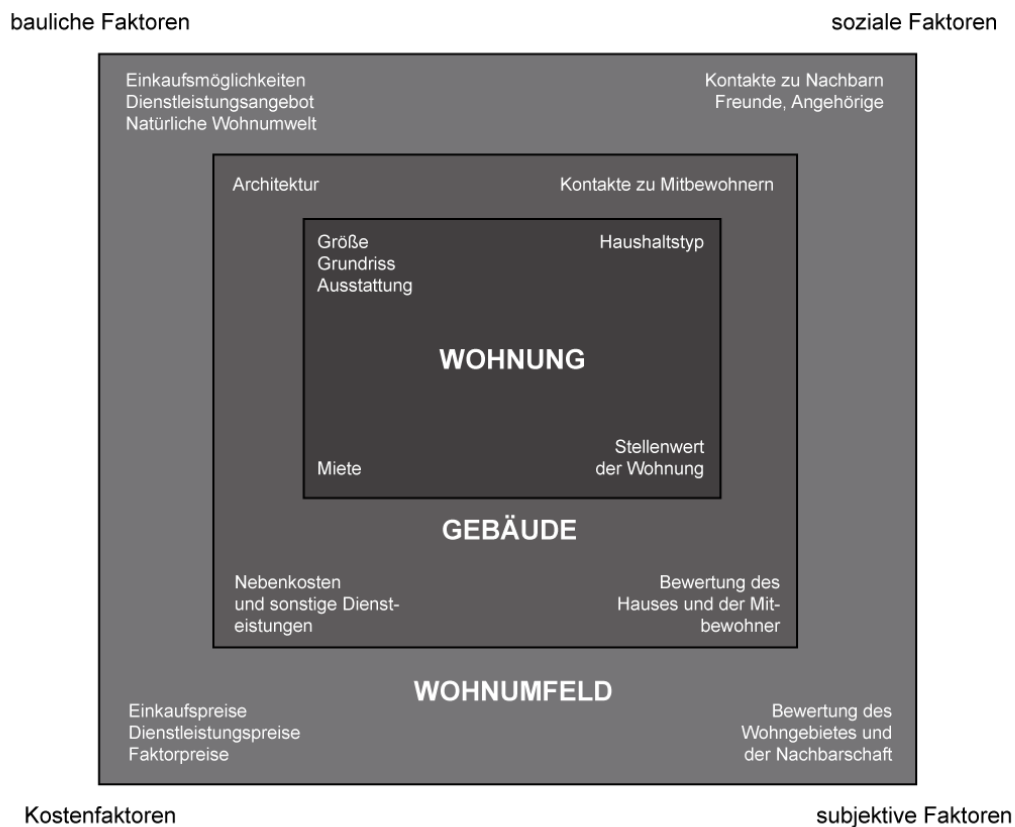 bauliche Faktoren
soziale Faktoren
Einkaufsmöglichkeiten
Dienstleistungsangebot
Natürliche Wohnumwelt
Kontakte zu Nachbarn
Freunde, Angehörige
Architektur
Kontakte zu Mitbewohnern
Größe
Grundriss
Ausstattung
Haushaltstyp
WOHNUNG
Miete
Stellenwert
der Wohnung
GEBÄUDE
Nebenkosten
und sonstige Dienst-
eistungen
Bewertung des
Hauses und der Mit-
bewohner
WOHNUMFELD
Einkaufspreise
Dienstleistungspreise
Faktorpreise
Bewertung des
Wohngebietes und
der Nachbarschaft
Kostenfaktoren
subjektive Faktoren